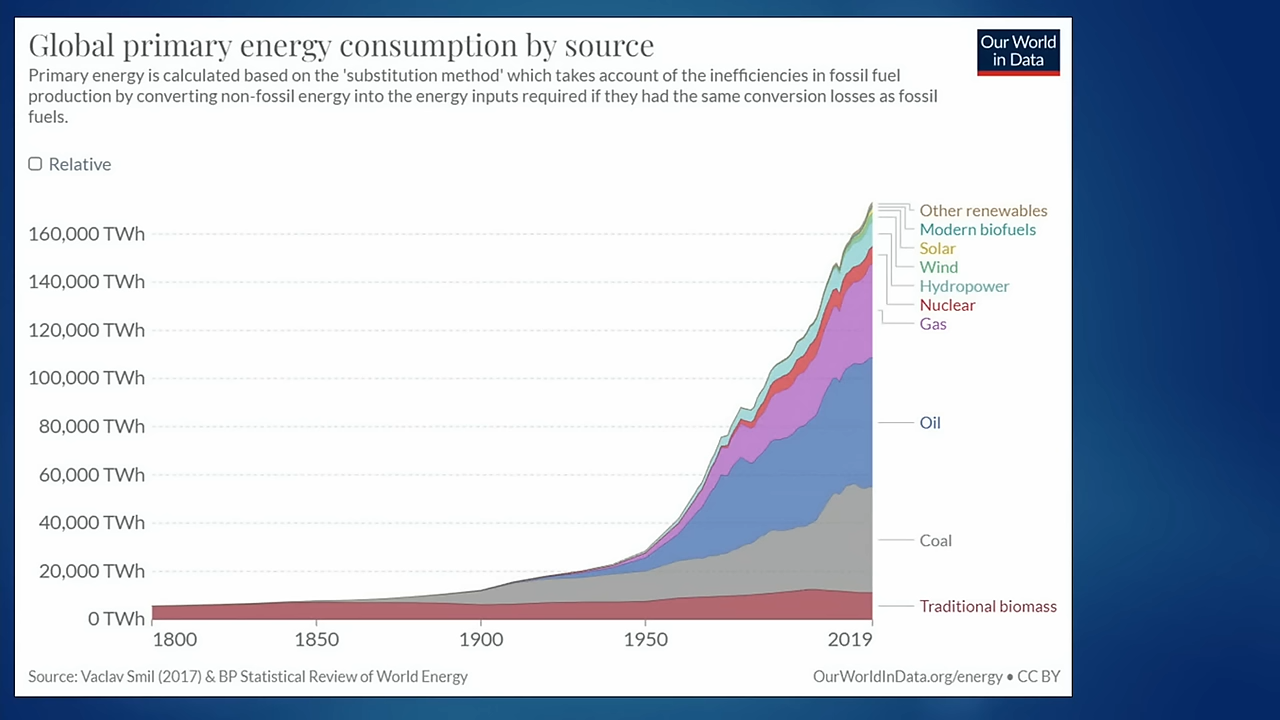 Global primary energy consumption by source
Our World
in Data
Primary energy is calculated based on the 'substitution method' which takes account of the inefficiencies in fossil fuel
production by converting non-fossil energy into the energy inputs required if they had the same conversion losses as fossil
fuels.
Relative
160,000 TWh
140,000 TWh
120,000 TWh
100,000 TWh
80,000 TWh
60,000 TWh
40,000 TWh
20,000 TWh
0 TWh
Other renewables
Modern biofuels
Solar
Wind
Hydropower
Nuclear
Gas
Oil
Coal
Traditional biomass
1800
1850
1900
1950
2019
Source: Vaclav Smil (2017) & BP Statistical Review of World Energy
OurWorldInData.org/energy • CC BY